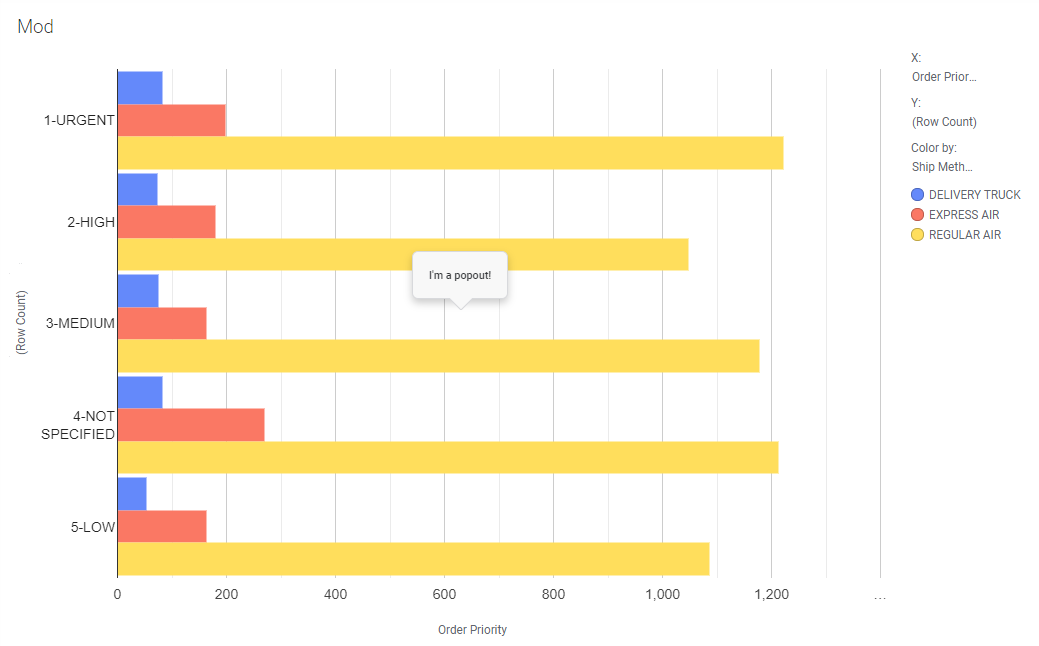 Mod
1-URGENT
2-HIGH
3-MEDIUM
4-NOT
SPECIFIED
5-LOW
(Row Count)
I'm a popout!
0
200
400
600
800
1,000
1,200
...
Order Priority
X:
Order Prior...
Y:
(Row Count)
Color by:
Ship Meth...
DELIVERY TRUCK
EXPRESS AIR
REGULAR AIR